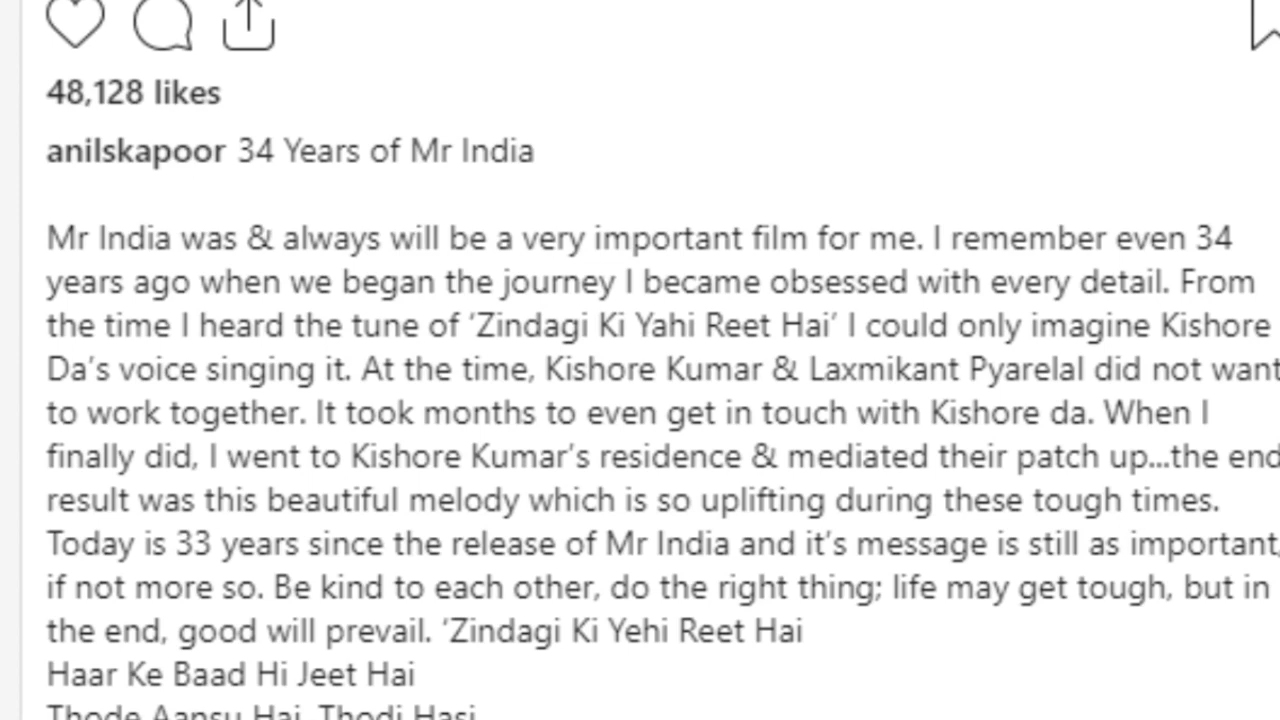 48,128 likes
anilskapoor 34 Years of Mr India
Mr India was & always will be a very important film for me. I remember even 34
years ago when we began the journey I became obsessed with every detail. From
the time I heard the tune of ‘Zindagi Ki Yahi Reet Hai’ I could only imagine Kishore
Da’s voice singing it. At the time, Kishore Kumar & Laxmikant Pyarelal did not want
to work together. It took months to even get in touch with Kishore da. When I
finally did, I went to Kishore Kumar’s residence & mediated their patch up...the end
result was this beautiful melody which is so uplifting during these tough times.
Today is 33 years since the release of Mr India and it’s message is still as important,
if not more so. Be kind to each other, do the right thing; life may get tough, but in
the end, good will prevail. ‘Zindagi Ki Yehi Reet Hai
Haar Ke Baad Hi Jeet Hai
Thode Aansu Hai, Thodi Hasi